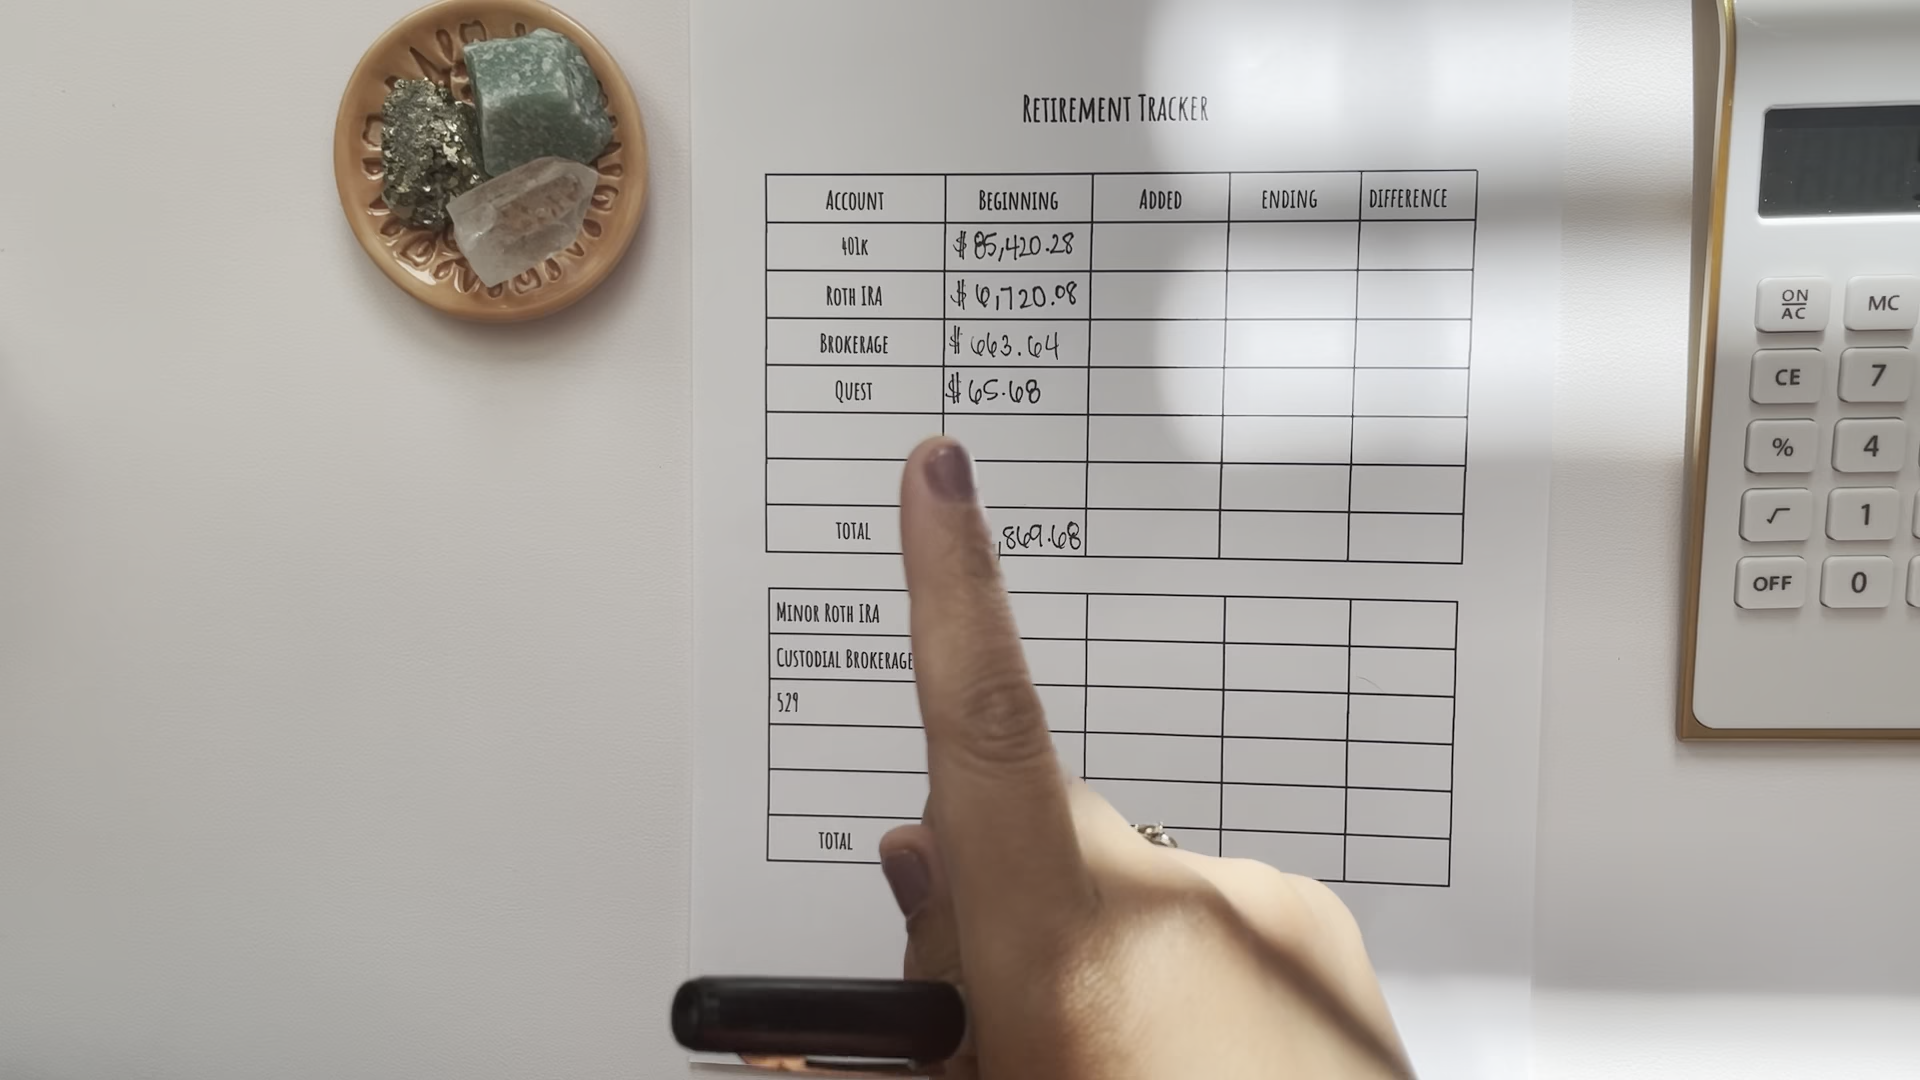 RETIREMENT TRACKER
ACCOUNT BEGINNING ADDED ENDING DIFFERENCE
401K $ 85,420.28
ROTH IRA $ 6,720.08
BROKERAGE $ 663.64
QUEST $ 65.68
TOTAL ,869.68
MINOR ROTH IRA
CUSTODIAL BROKERAGE
529
TOTAL
ON
AC MC
CE 7
% 4
√ 1
OFF 0